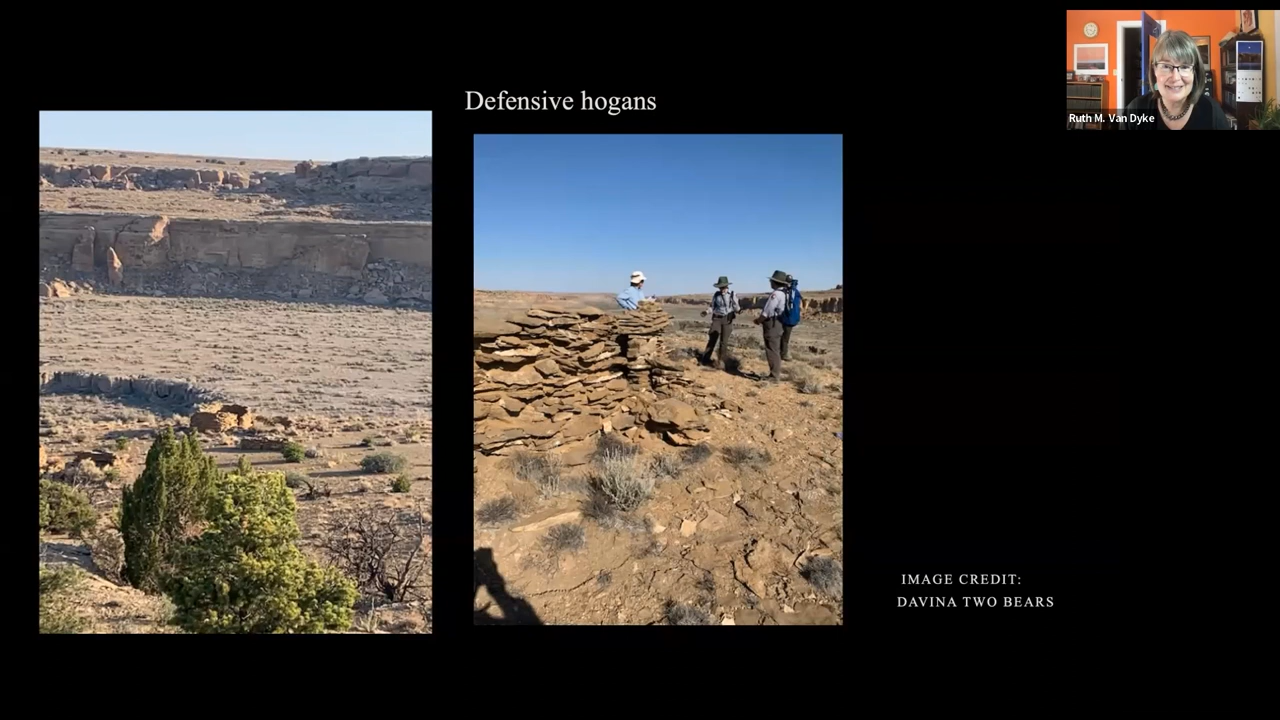 Defensive hogans
Ruth M. Van Dyke
IMAGE CREDIT:
DAVINA TWO BEARS